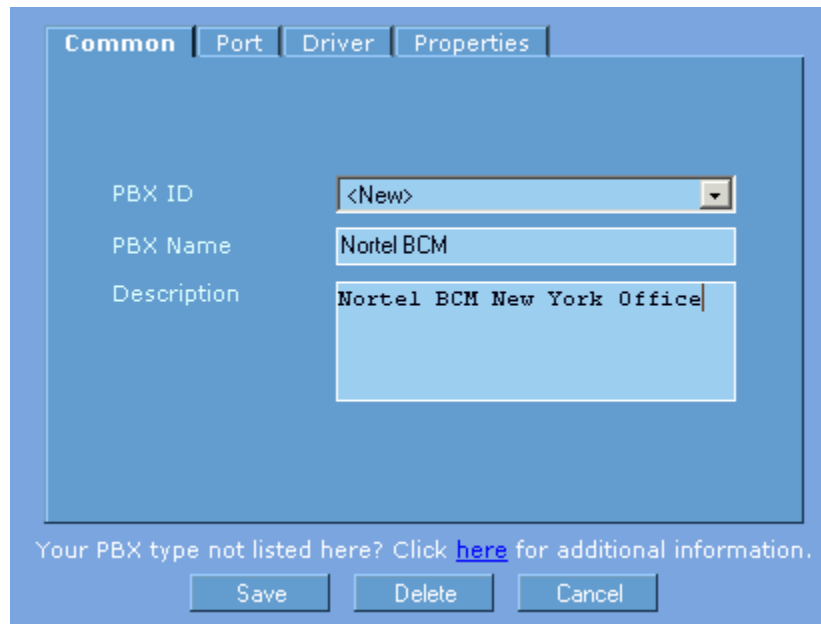 Common Port Driver Properties
PBX ID <New>
PBX Name Nortel BCM
Description Nortel BCM New York Office
Your PBX type not listed here? Click here for additional information.
Save Delete Cancel